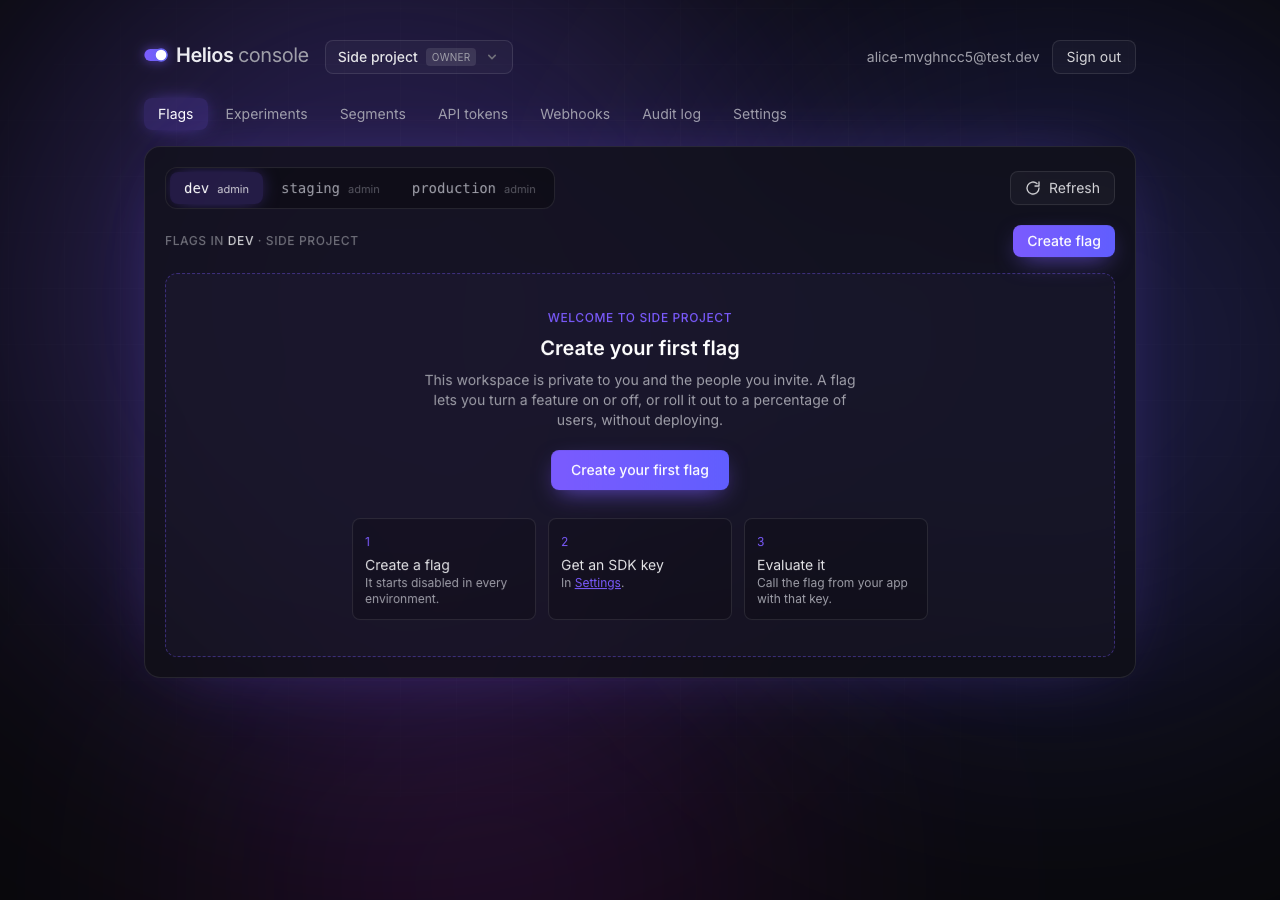 Helios console
Side project OWNER
alice-mvghncc5@test.dev
Sign out
Flags Experiments Segments API tokens Webhooks Audit log Settings
dev admin staging admin production admin
Refresh
FLAGS IN DEV · SIDE PROJECT
Create flag
WELCOME TO SIDE PROJECT
Create your first flag
This workspace is private to you and the people you invite. A flag
lets you turn a feature on or off, or roll it out to a percentage of
users, without deploying.
Create your first flag
1
Create a flag
It starts disabled in every
environment.
2
Get an SDK key
In Settings.
3
Evaluate it
Call the flag from your app
with that key.